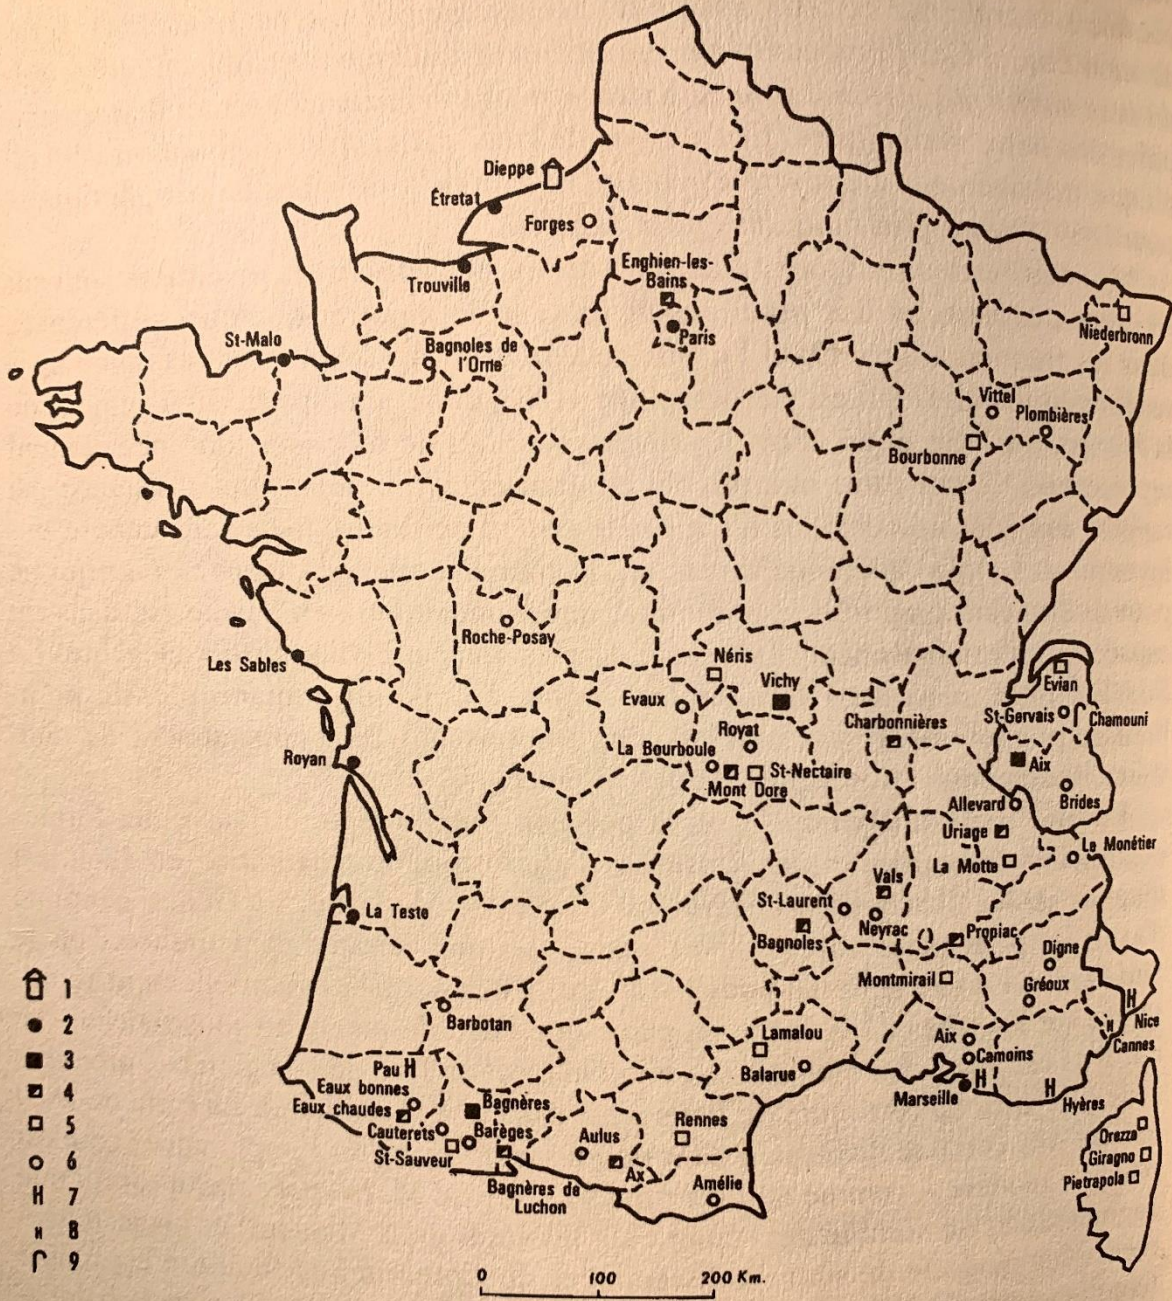 Dieppe
Étretat
Forges
Enghien-les-
Bains
Trouville
Paris
Niederbronn
St-Malo
Bagnoles de
l'Orne
Vittel
Plombières
Bourbonne
Roche-Posay
Les Sables
Néris
Vichy
Evaux
Evian
St-Gervais
Chamouni
Charbonnières
Royat
La Bourboule
St-Nectaire
Mont Dore
Royan
Aix
Brides
Allevard
Uriage
Le Monétier
La Motte
Vals
St-Laurent
Neyrac
Bagnoles
Propiac
La Teste
Digne
Montmirail
Gréoux
Nice
Barbotan
Lamalou
Aix
Camoins
Cannes
Balarue
Marseille
Hyères
Pau
Eaux bonnes
Eaux chaudes
Bagnères
Cauterets
Barèges
St-Sauveur
Aulus
Rennes
Ax
Bagnères de
Luchon
Amélie
Orezza
Giragno
Pietrapola
1
2
3
4
5
6
7
8
9
0 100 200 Km.